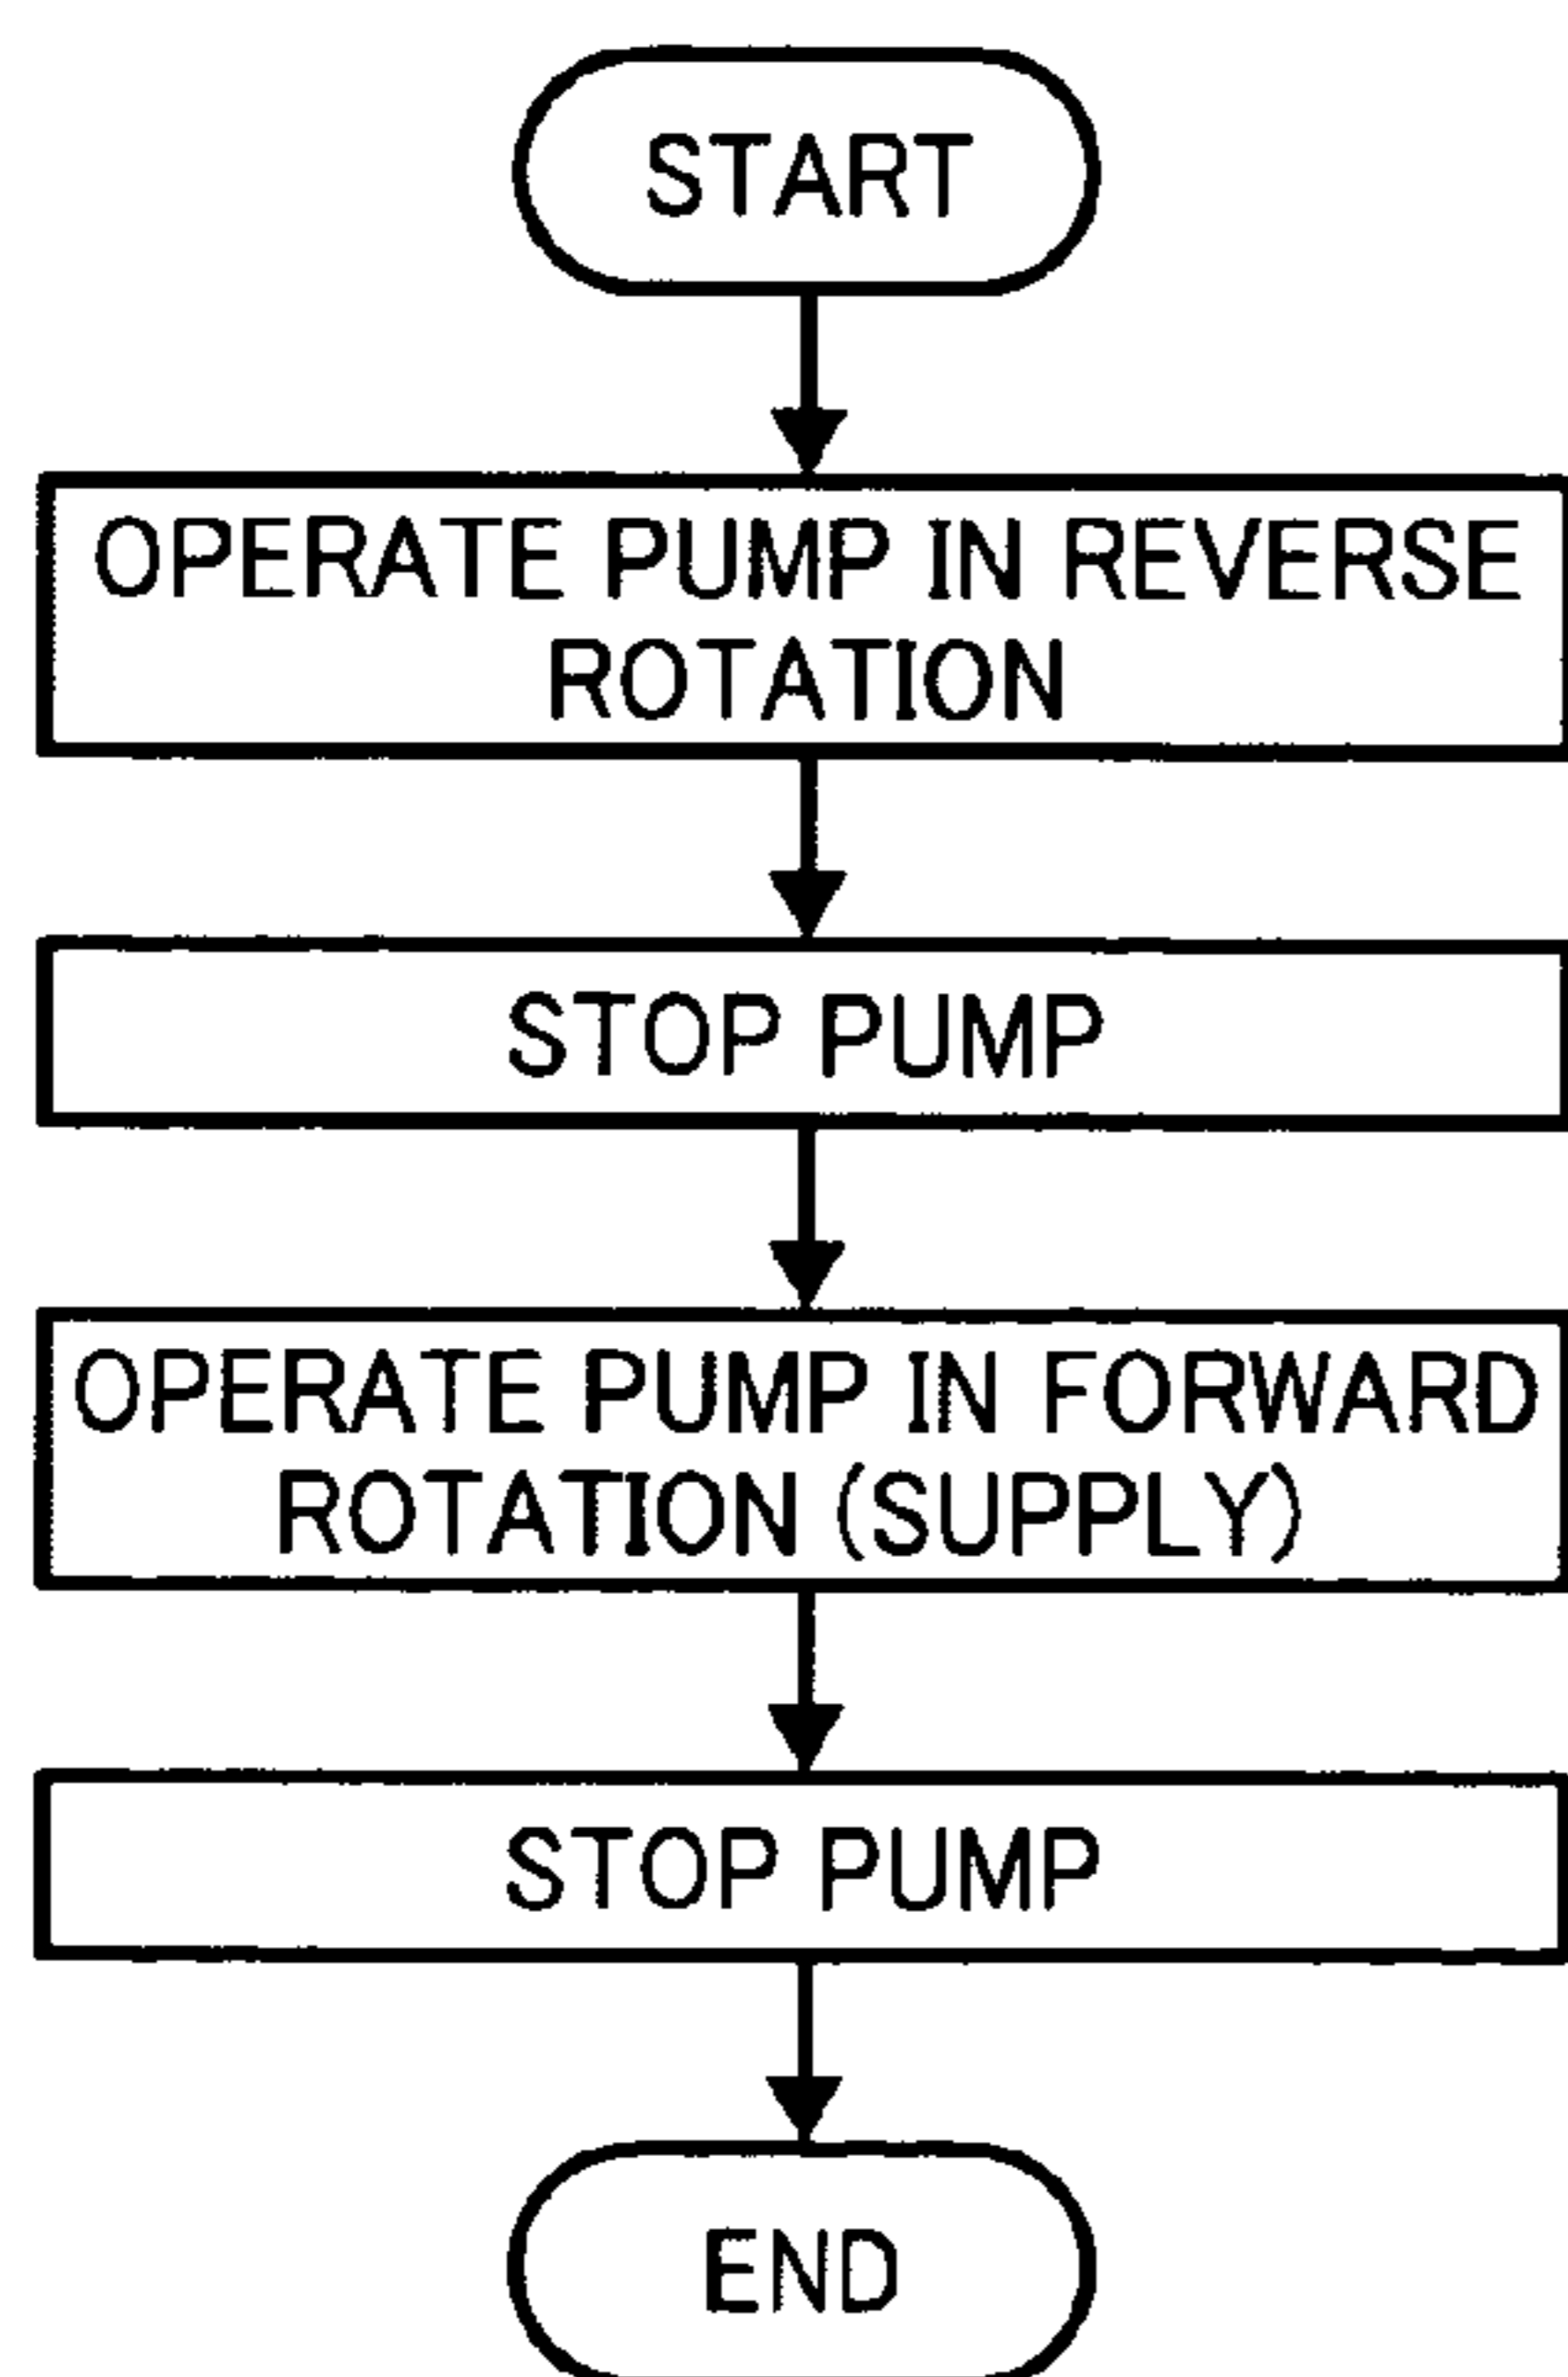 START
OPERATE PUMP IN REVERSE
ROTATION
STOP PUMP
OPERATE PUMP IN FORWARD
ROTATION (SUPPLY)
STOP PUMP
END